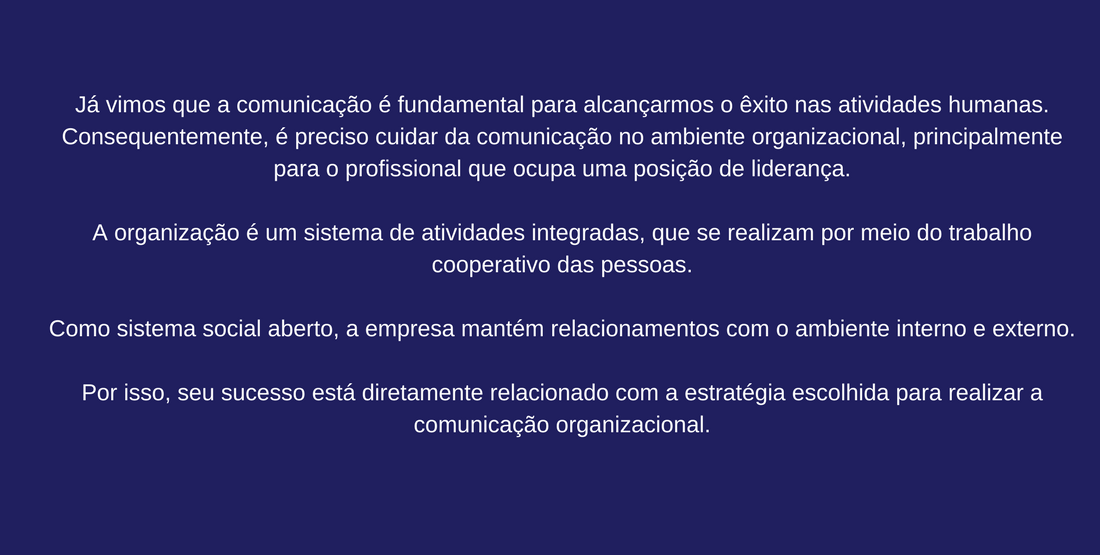 Já vimos que a comunicação é fundamental para alcançarmos o êxito nas atividades humanas.
Consequentemente, é preciso cuidar da comunicação no ambiente organizacional, principalmente
para o profissional que ocupa uma posição de liderança.
A organização é um sistema de atividades integradas, que se realizam por meio do trabalho
cooperativo das pessoas.
Como sistema social aberto, a empresa mantém relacionamentos com o ambiente interno e externo.
Por isso, seu sucesso está diretamente relacionado com a estratégia escolhida para realizar a
comunicação organizacional.